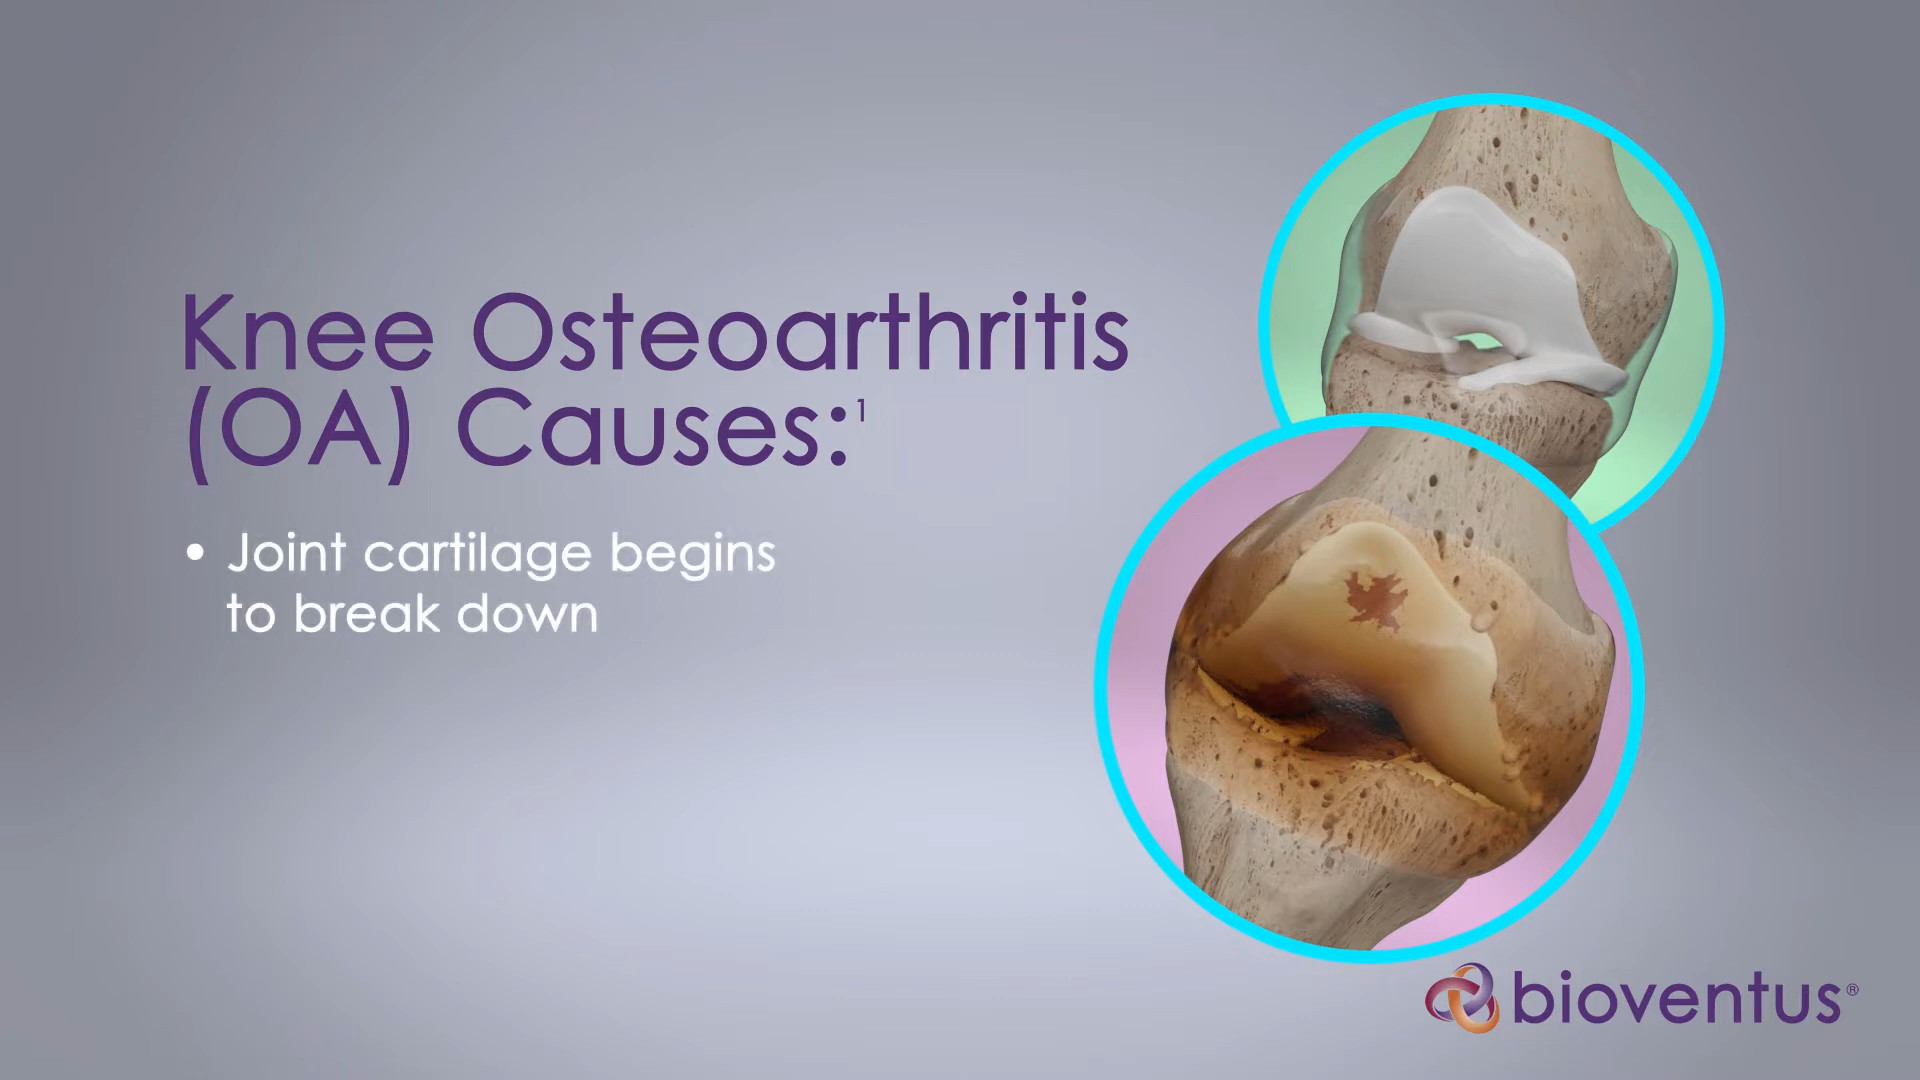 Knee Osteoarthritis
(OA) Causes:¹
• Joint cartilage begins
to break down
bioventus®